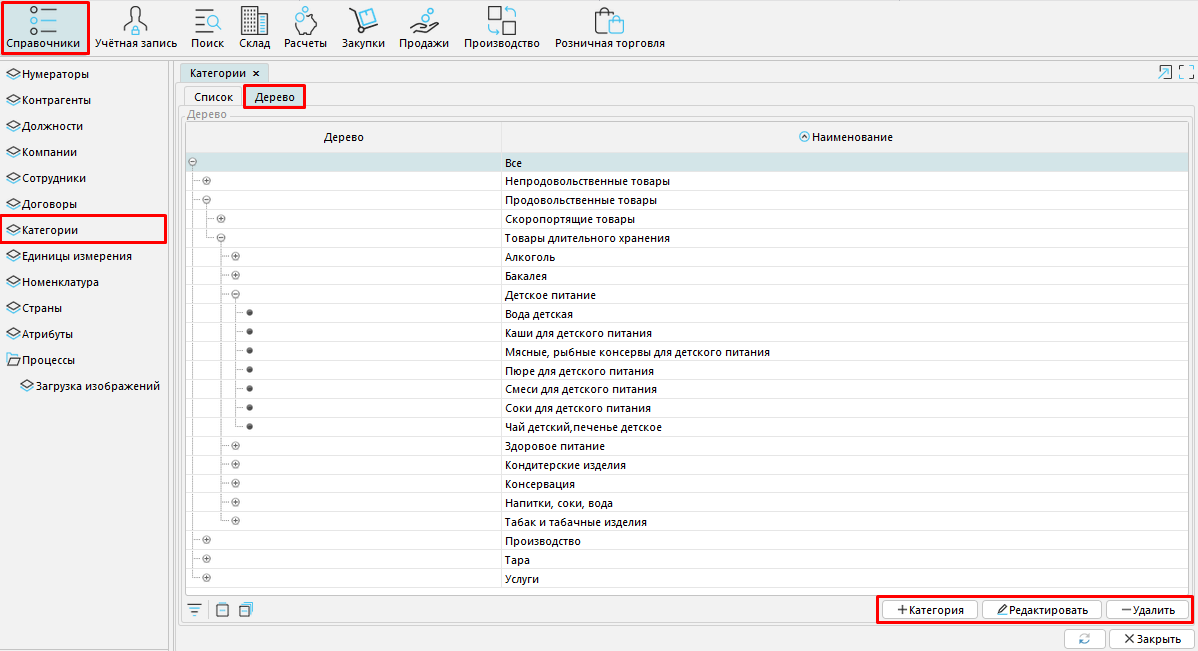 Справочники
Учётная запись
Поиск
Склад
Расчеты
Закупки
Продажи
Производство
Розничная торговля
Нумераторы
Контрагенты
Должности
Компании
Сотрудники
Договоры
Категории
Единицы измерения
Номенклатура
Страны
Атрибуты
Процессы
Загрузка изображений
Категории
Список
Дерево
Дерево
Дерево
Наименование
Все
Непродовольственные товары
Продовольственные товары
Скоропортящие товары
Товары длительного хранения
Алкоголь
Бакалея
Детское питание
Вода детская
Каши для детского питания
Мясные, рыбные консервы для детского питания
Пюре для детского питания
Смеси для детского питания
Соки для детского питания
Чай детский,печенье детское
Здоровое питание
Кондитерские изделия
Консервация
Напитки, соки, вода
Табак и табачные изделия
Производство
Тара
Услуги
Категория
Редактировать
Удалить
Закрыть